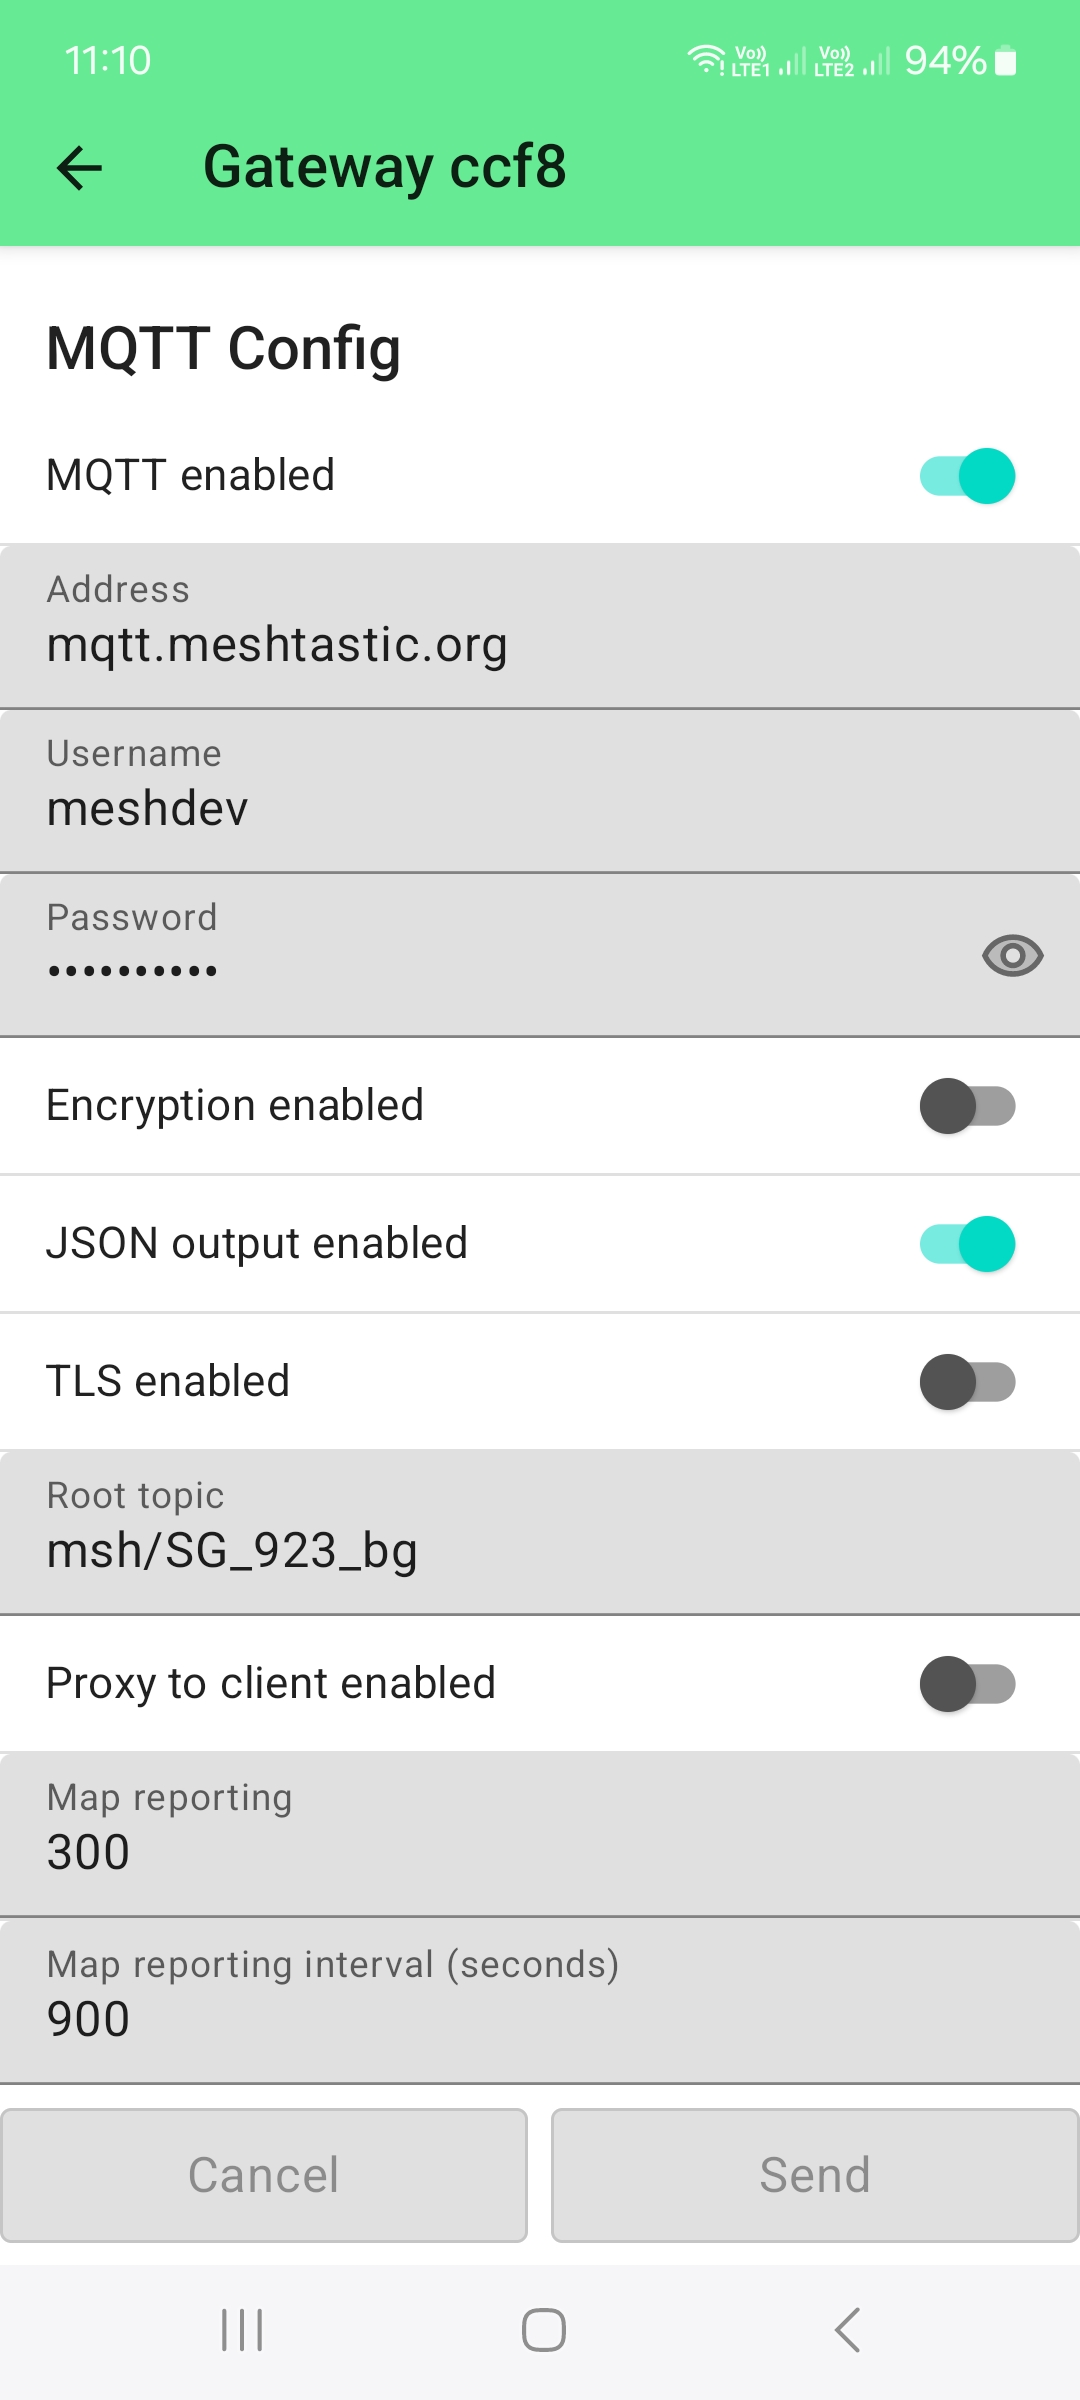 11:10
Vo)) LTE1 Vo)) LTE2 94%
Gateway ccf8
MQTT Config
MQTT enabled
Address
mqtt.meshtastic.org
Username
meshdev
Password
••••••••••
Encryption enabled
JSON output enabled
TLS enabled
Root topic
msh/SG_923_bg
Proxy to client enabled
Map reporting
300
Map reporting interval (seconds)
900
Cancel
Send